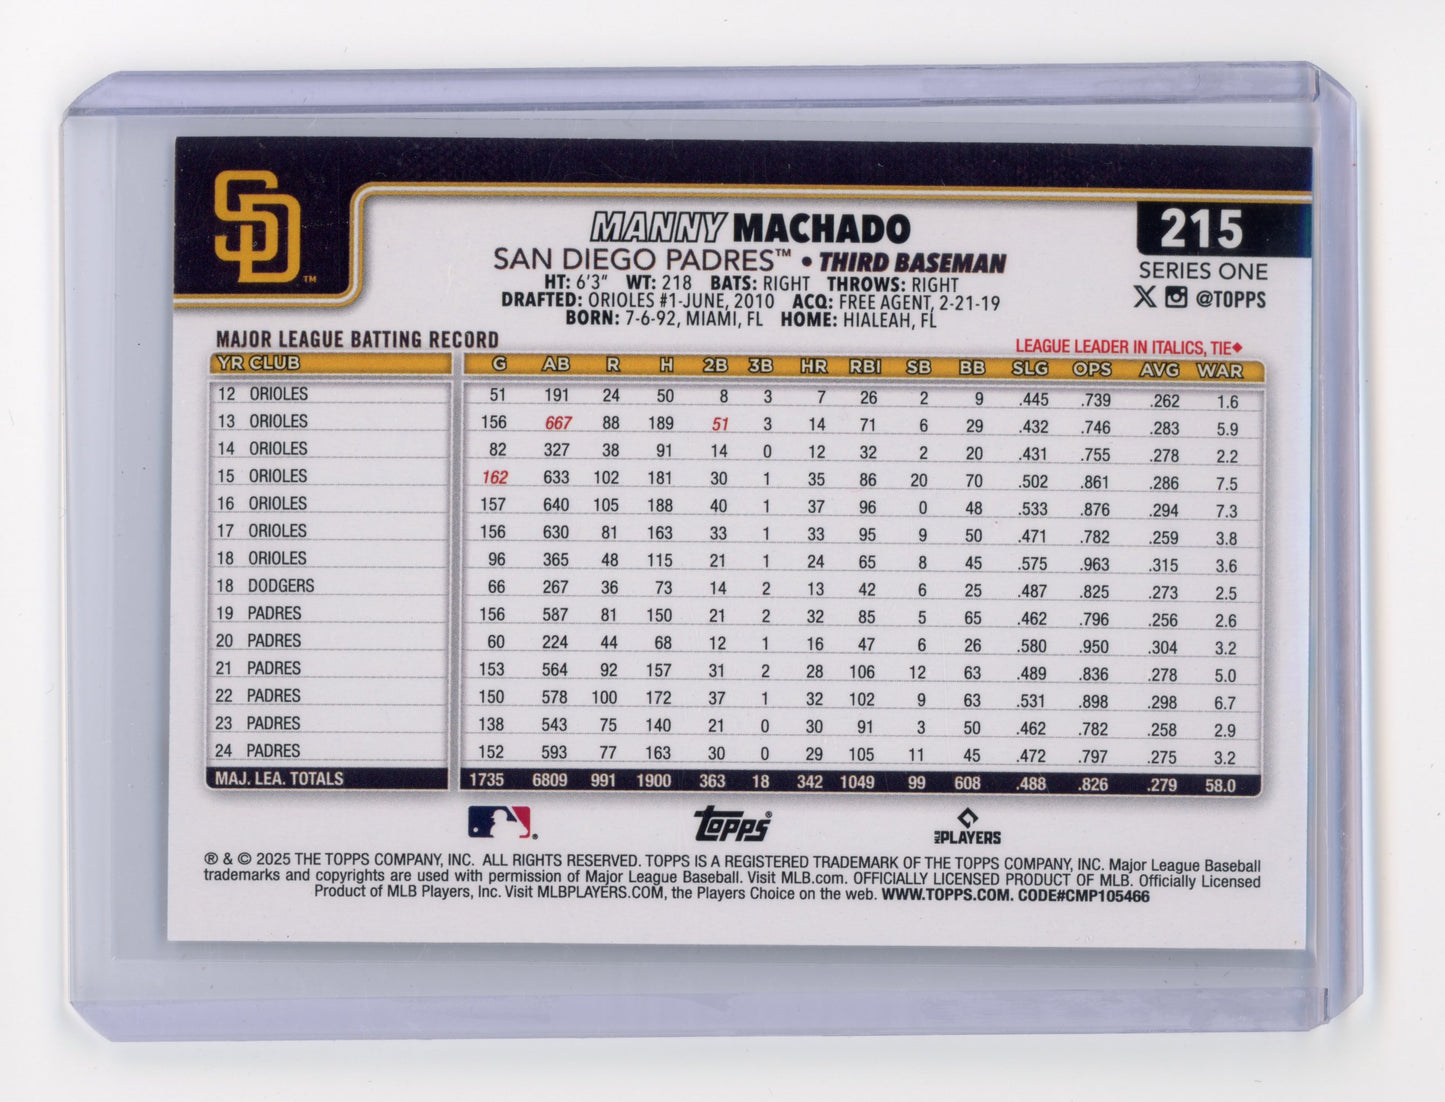 SD™
MANNY MACHADO
SAN DIEGO PADRES™ • THIRD BASEMAN
HT: 6'3" WT: 218 BATS: RIGHT THROWS: RIGHT
DRAFTED: ORIOLES #1-JUNE, 2010 ACQ: FREE AGENT, 2-21-19
BORN: 7-6-92, MIAMI, FL HOME: HIALEAH, FL
215
SERIES ONE
@TOPPS
MAJOR LEAGUE BATTING RECORD
LEAGUE LEADER IN ITALICS, TIE◆
YR CLUB G AB R H 2B 3B HR RBI SB BB SLG OPS AVG WAR
12 ORIOLES 51 191 24 50 8 3 7 26 2 9 .445 .739 .262 1.6
13 ORIOLES 156 667 88 189 51 3 14 71 6 29 .432 .746 .283 5.9
14 ORIOLES 82 327 38 91 14 0 12 32 2 20 .431 .755 .278 2.2
15 ORIOLES 162 633 102 181 30 1 35 86 20 70 .502 .861 .286 7.5
16 ORIOLES 157 640 105 188 40 1 37 96 0 48 .533 .876 .294 7.3
17 ORIOLES 156 630 81 163 33 1 33 95 9 50 .471 .782 .259 3.8
18 ORIOLES 96 365 48 115 21 1 24 65 8 45 .575 .963 .315 3.6
18 DODGERS 66 267 36 73 14 2 13 42 6 25 .487 .825 .273 2.5
19 PADRES 156 587 81 150 21 2 32 85 5 65 .462 .796 .256 2.6
20 PADRES 60 224 44 68 12 1 16 47 6 26 .580 .950 .304 3.2
21 PADRES 153 564 92 157 31 2 28 106 12 63 .489 .836 .278 5.0
22 PADRES 150 578 100 172 37 1 32 102 9 63 .531 .898 .298 6.7
23 PADRES 138 543 75 140 21 0 30 91 3 50 .462 .782 .258 2.9
24 PADRES 152 593 77 163 30 0 29 105 11 45 .472 .797 .275 3.2
MAJ. LEA. TOTALS 1735 6809 991 1900 363 18 342 1049 99 608 .488 .826 .279 58.0
Topps®
MLB PLAYERS
® & © 2025 THE TOPPS COMPANY, INC. ALL RIGHTS RESERVED. TOPPS IS A REGISTERED TRADEMARK OF THE TOPPS COMPANY, INC. Major League Baseball
trademarks and copyrights are used with permission of Major League Baseball. Visit MLB.com. OFFICIALLY LICENSED PRODUCT OF MLB. Officially Licensed
Product of MLB Players, Inc. Visit MLBPLAYERS.COM, the Players Choice on the web. WWW.TOPPS.COM. CODE#CMP105466